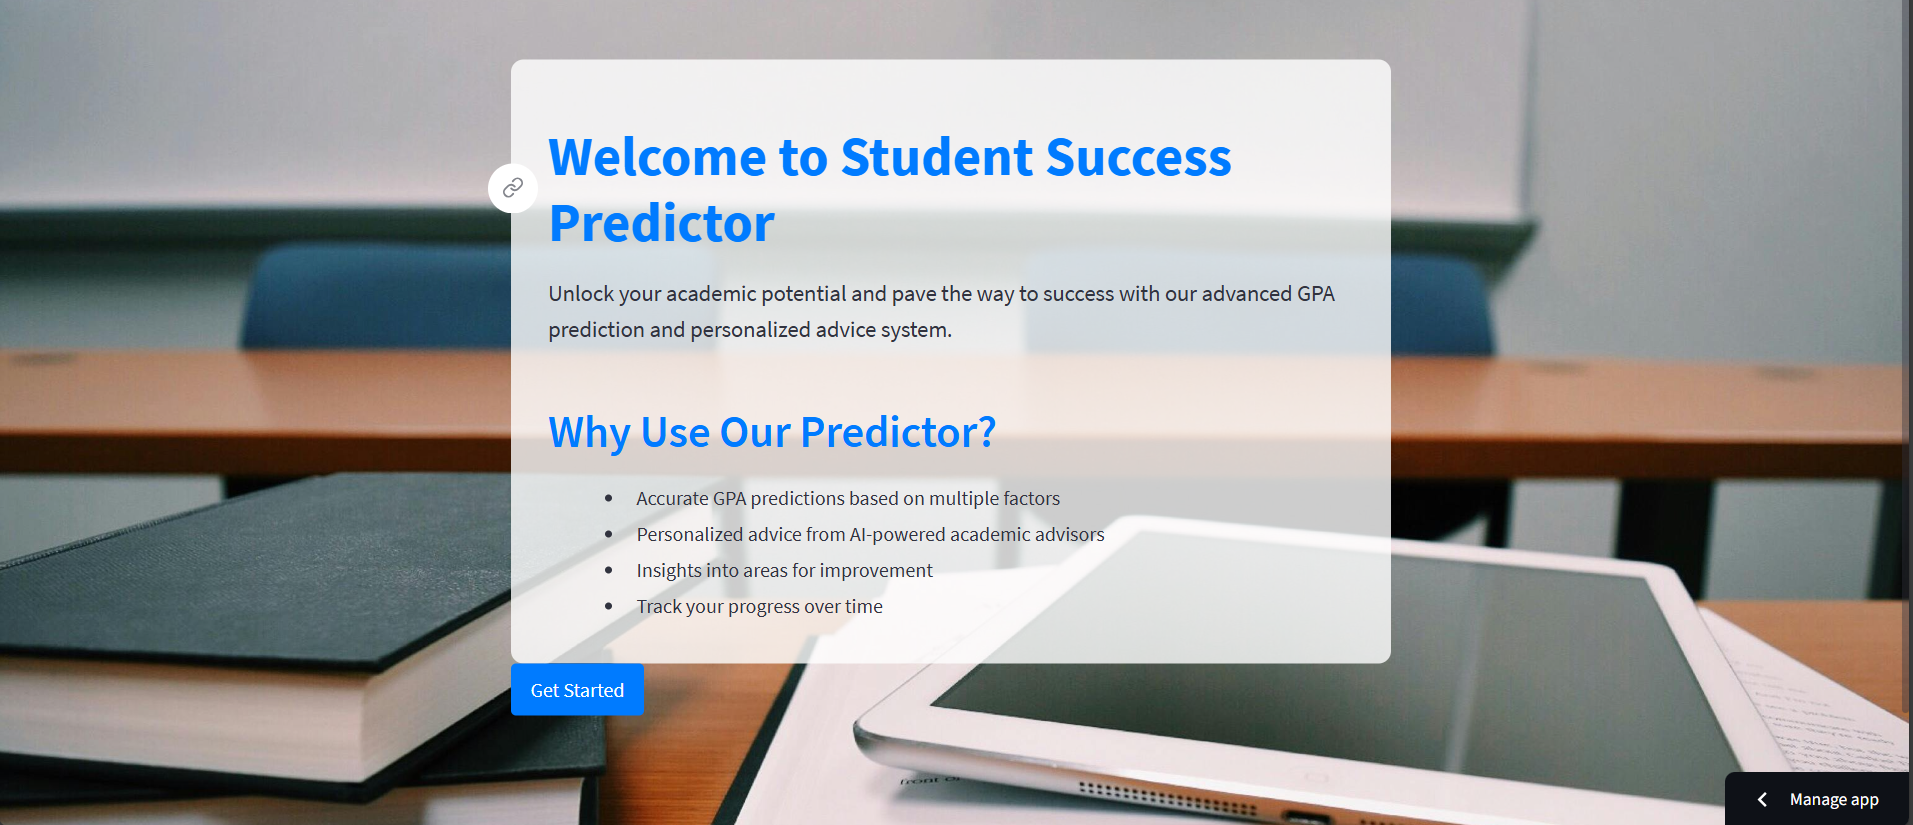 Welcome to Student Success
Predictor
Unlock your academic potential and pave the way to success with our advanced GPA
prediction and personalized advice system.
Why Use Our Predictor?
• Accurate GPA predictions based on multiple factors
• Personalized advice from AI-powered academic advisors
• Insights into areas for improvement
• Track your progress over time
Get Started
front of
Manage app